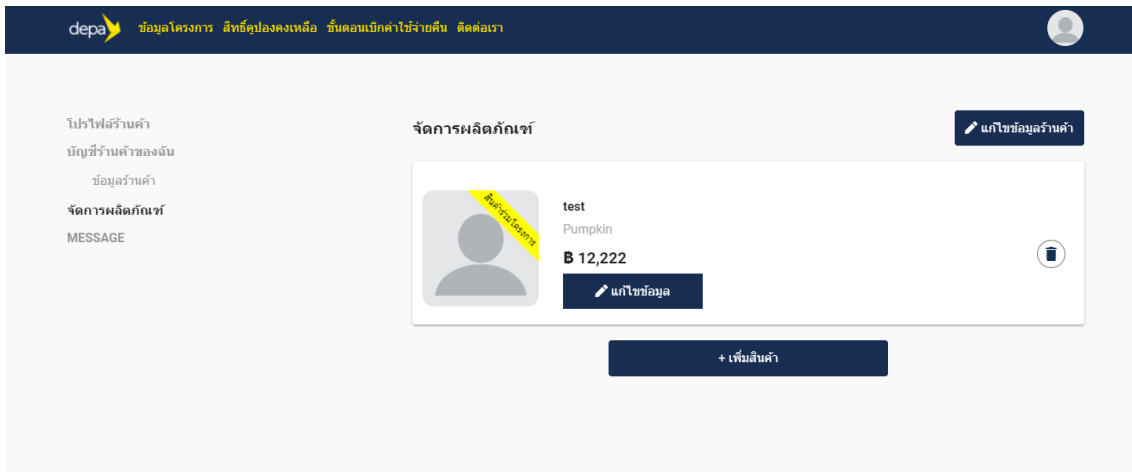 depa ข้อมูลโครงการ สิทธิ์คูปองคงเหลือ ขั้นตอนเบิกค่าใช้จ่ายคืน ติดต่อเรา
โปรไฟล์ร้านค้า
บัญชีร้านค้าของฉัน
ข้อมูลร้านค้า
จัดการผลิตภัณฑ์
MESSAGE
จัดการผลิตภัณฑ์
แก้ไขข้อมูลร้านค้า
สินค้าร่วมโครงการ
test
Pumpkin
฿ 12,222
แก้ไขข้อมูล
+ เพิ่มสินค้า